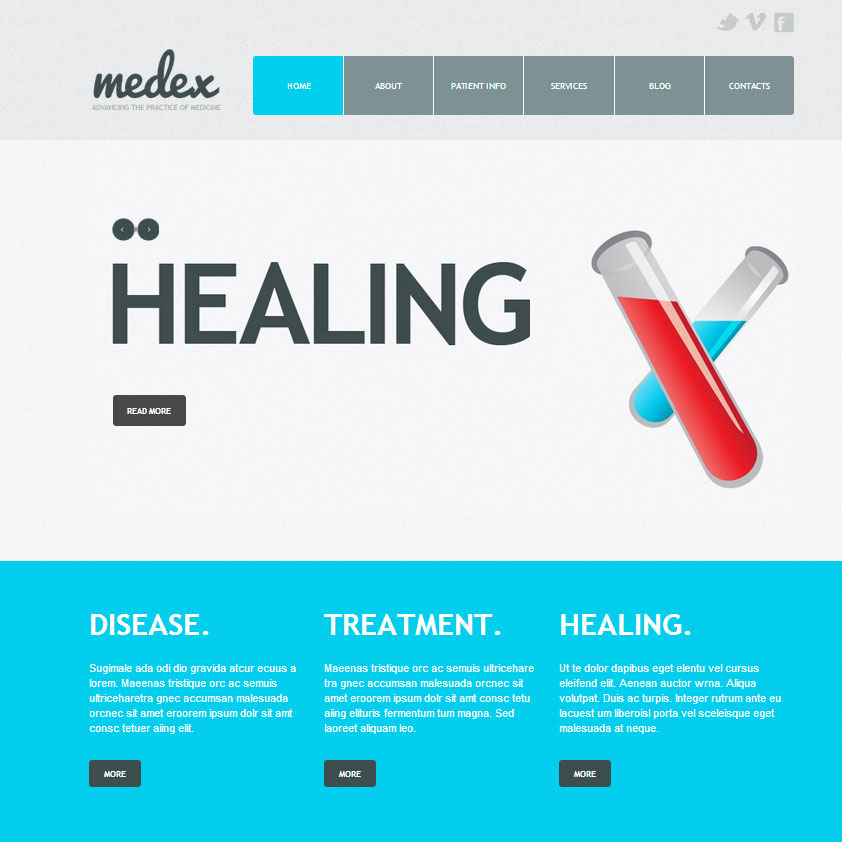 medex
ADVANCING THE PRACTICE OF MEDICINE
HOME
ABOUT
PATIENT INFO
SERVICES
BLOG
CONTACTS
HEALING
READ MORE
DISEASE.
Sugimale ada odi dio gravida atcur ecuus a
lorem. Maeenas tristique orc ac semuis
ultriceharetra gnec accumsan malesuada
orcnec sit amet eroorem ipsum dolr sit amt
consc tetuer aiing elit.
MORE
TREATMENT.
Maeenas tristique orc ac semuis ultricehare
tra gnec accumsan malesuada orcnec sit
amet eroorem ipsum dolr sit amt consc tetu
aiing elituris fermentum tum magna. Sed
laoreet aliquam leo.
MORE
HEALING.
Ut te dolor dapibus eget elentu vel cursus
eleifend elit. Aenean auctor wrna. Aliqua
volutpat. Duis ac turpis. Integer rutrum ante eu
lacuest um liberoisl porta vel sceleisque eget
malesuada at neque.
MORE